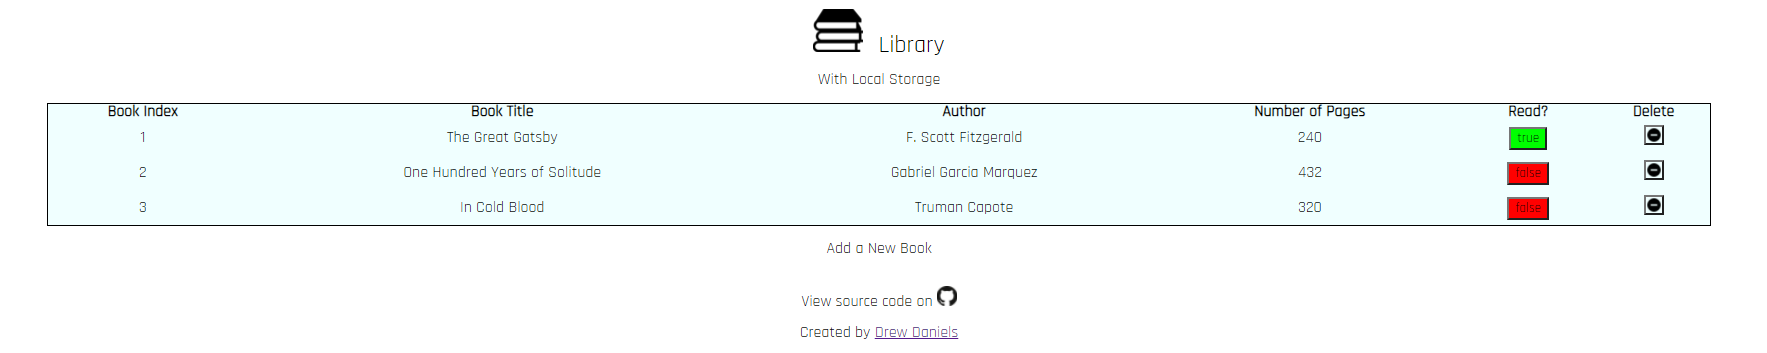 Library
With Local Storage
Book Index Book Title Author Number of Pages Read? Delete
1 The Great Gatsby F. Scott Fitzgerald 240 true
2 One Hundred Years of Solitude Gabriel Garcia Marquez 432 false
3 In Cold Blood Truman Capote 320 false
Add a New Book
View source code on
Created by Drew Daniels